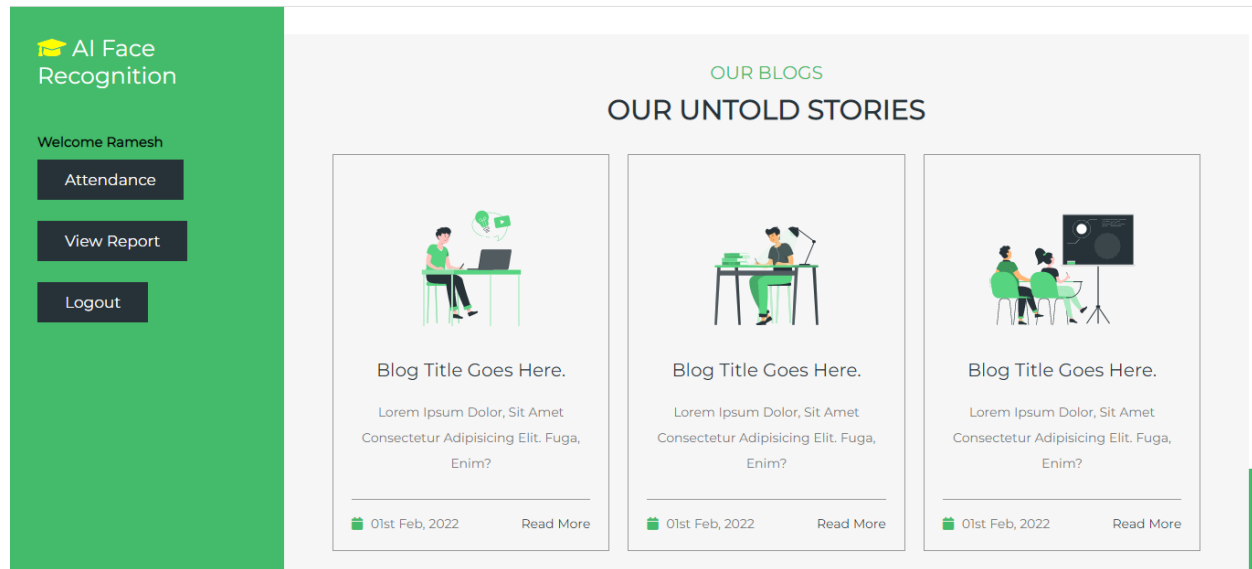 AI Face
Recognition
Welcome Ramesh
Attendance
View Report
Logout
OUR BLOGS
OUR UNTOLD STORIES
Blog Title Goes Here.
Lorem Ipsum Dolor, Sit Amet
Consectetur Adipisicing Elit. Fuga,
Enim?
01st Feb, 2022
Read More
Blog Title Goes Here.
Lorem Ipsum Dolor, Sit Amet
Consectetur Adipisicing Elit. Fuga,
Enim?
01st Feb, 2022
Read More
Blog Title Goes Here.
Lorem Ipsum Dolor, Sit Amet
Consectetur Adipisicing Elit. Fuga,
Enim?
01st Feb, 2022
Read More